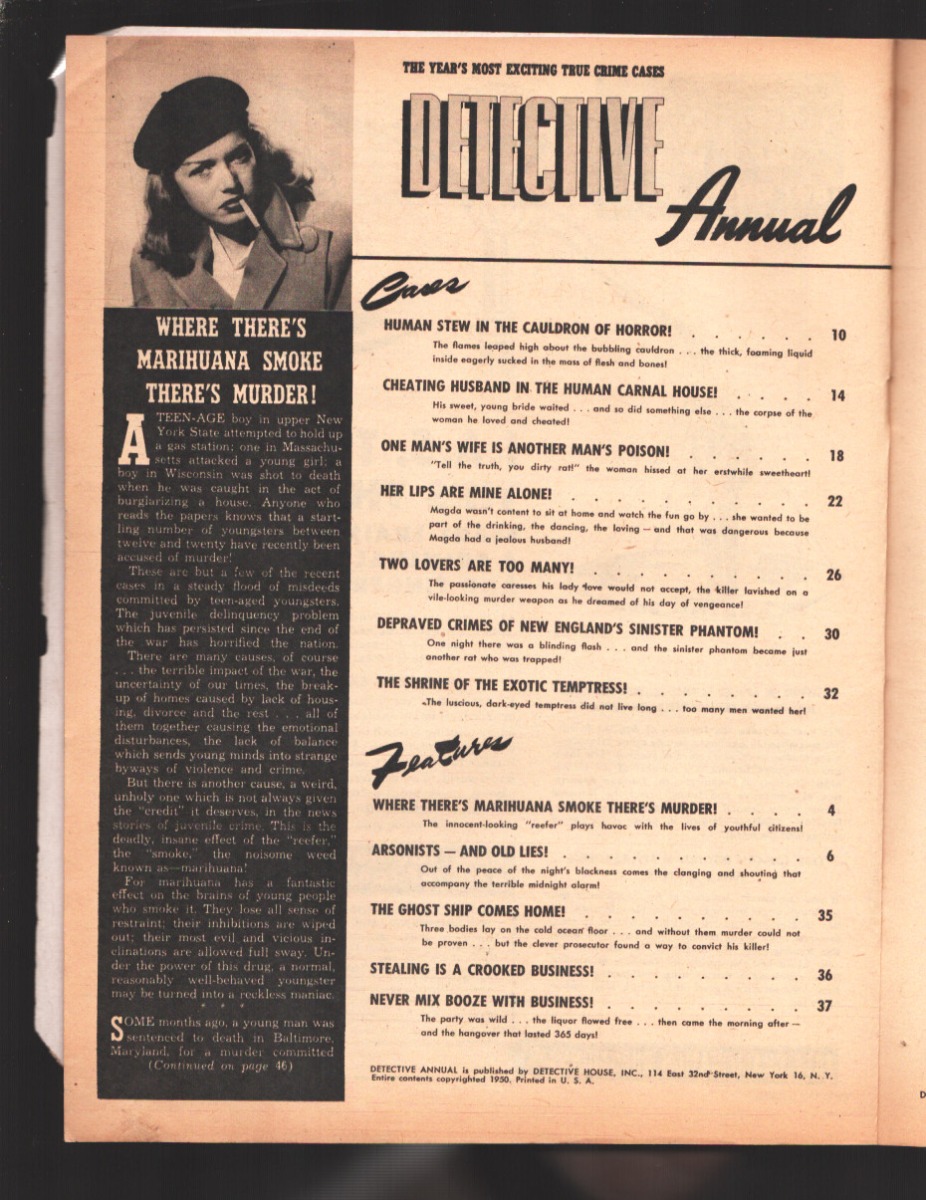 WHERE THERE'S
MARIHUANA SMOKE
THERE'S MURDER!
A TEEN-AGE boy in upper New
York State attempted to hold up
a gas station; one in Massachu-
setts attacked a young girl; a
boy in Wisconsin was shot to death
when he was caught in the act of
burglarizing a house. Anyone who
reads the papers knows that a start-
ling number of youngsters between
twelve and twenty have recently been
accused of murder!
These are but a few of the recent
cases in a steady flood of misdeeds
committed by teen-aged youngsters.
The juvenile delinquency problem
which has persisted since the end of
the war has horrified the nation.
There are many causes, of course
. . . the terrible impact of the war, the
uncertainty of our times, the break-
up of homes caused by lack of hous-
ing, divorce and the rest . . . all of
them together causing the emotional
disturbances, the lack of balance
which sends young minds into strange
byways of violence and crime.
But there is another cause, a weird,
unholy one which is not always given
the "credit" it deserves, in the news
stories of juvenile crime. This is the
deadly, insane effect of the "reefer,"
the "smoke," the noisome weed
known as—marihuana!
For marihuana has a fantastic
effect on the brains of young people
who smoke it. They lose all sense of
restraint; their inhibitions are wiped
out; their most evil and vicious in-
clinations are allowed full sway. Un-
der the power of this drug, a normal,
reasonably well-behaved youngster
may be turned into a reckless maniac.
* * *
SOME months ago, a young man was
sentenced to death in Baltimore,
Maryland, for a murder committed
(Continued on page 46)
THE YEAR'S MOST EXCITING TRUE CRIME CASES
DETECTIVE
Annual
Cases
HUMAN STEW IN THE CAULDRON OF HORROR! . . . . . . . 10
The flames leaped high about the bubbling cauldron . . . the thick, foaming liquid
inside eagerly sucked in the mass of flesh and bones!
CHEATING HUSBAND IN THE HUMAN CARNAL HOUSE! . . . . . 14
His sweet, young bride waited . . . and so did something else . . . the corpse of the
woman he loved and cheated!
ONE MAN'S WIFE IS ANOTHER MAN'S POISON! . . . . . . . 18
"Tell the truth, you dirty rat!" the woman hissed at her erstwhile sweetheart!
HER LIPS ARE MINE ALONE! . . . . . . . . . . . . 22
Magda wasn't content to sit at home and watch the fun go by . . . she wanted to be
part of the drinking, the dancing, the loving — and that was dangerous because
Magda had a jealous husband!
TWO LOVERS ARE TOO MANY! . . . . . . . . . . . 26
The passionate caresses his lady love would not accept, the killer lavished on a
vile-looking murder weapon as he dreamed of his day of vengeance!
DEPRAVED CRIMES OF NEW ENGLAND'S SINISTER PHANTOM! . . 30
One night there was a blinding flash . . . and the sinister phantom became just
another rat who was trapped!
THE SHRINE OF THE EXOTIC TEMPTRESS! . . . . . . . . . 32
The luscious, dark-eyed temptress did not live long . . . too many men wanted her!
Features
WHERE THERE'S MARIHUANA SMOKE THERE'S MURDER! . . . . 4
The innocent-looking "reefer" plays havoc with the lives of youthful citizens!
ARSONISTS — AND OLD LIES! . . . . . . . . . . . . 6
Out of the peace of the night's blackness comes the clanging and shouting that
accompany the terrible midnight alarm!
THE GHOST SHIP COMES HOME! . . . . . . . . . . . 35
Three bodies lay on the cold ocean floor . . . and without them murder could not
be proven . . . but the clever prosecutor found a way to convict his killer!
STEALING IS A CROOKED BUSINESS! . . . . . . . . . . 36
NEVER MIX BOOZE WITH BUSINESS! . . . . . . . . . . 37
The party was wild . . . the liquor flowed free . . . then came the morning after —
and the hangover that lasted 365 days!
DETECTIVE ANNUAL is published by DETECTIVE HOUSE, INC., 114 East 32nd Street, New York 16, N. Y.
Entire contents copyrighted 1950. Printed in U. S. A.
D